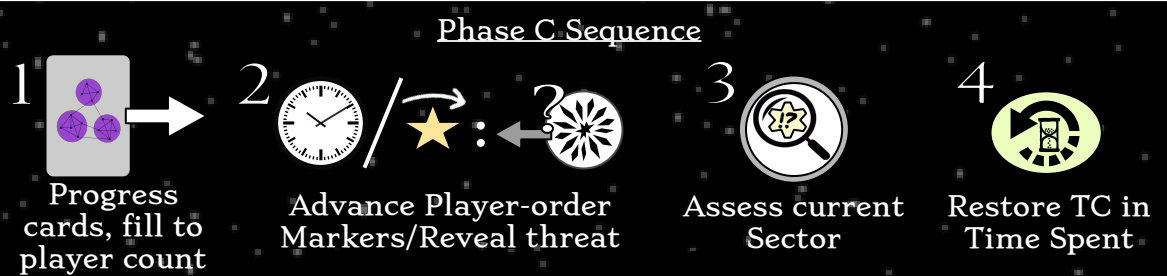 Phase C Sequence
1
2
/
:
?
3
!?
4
Progress
cards, fill to
player count
Advance Player-order
Markers/Reveal threat
Assess current
Sector
Restore TC in
Time Spent